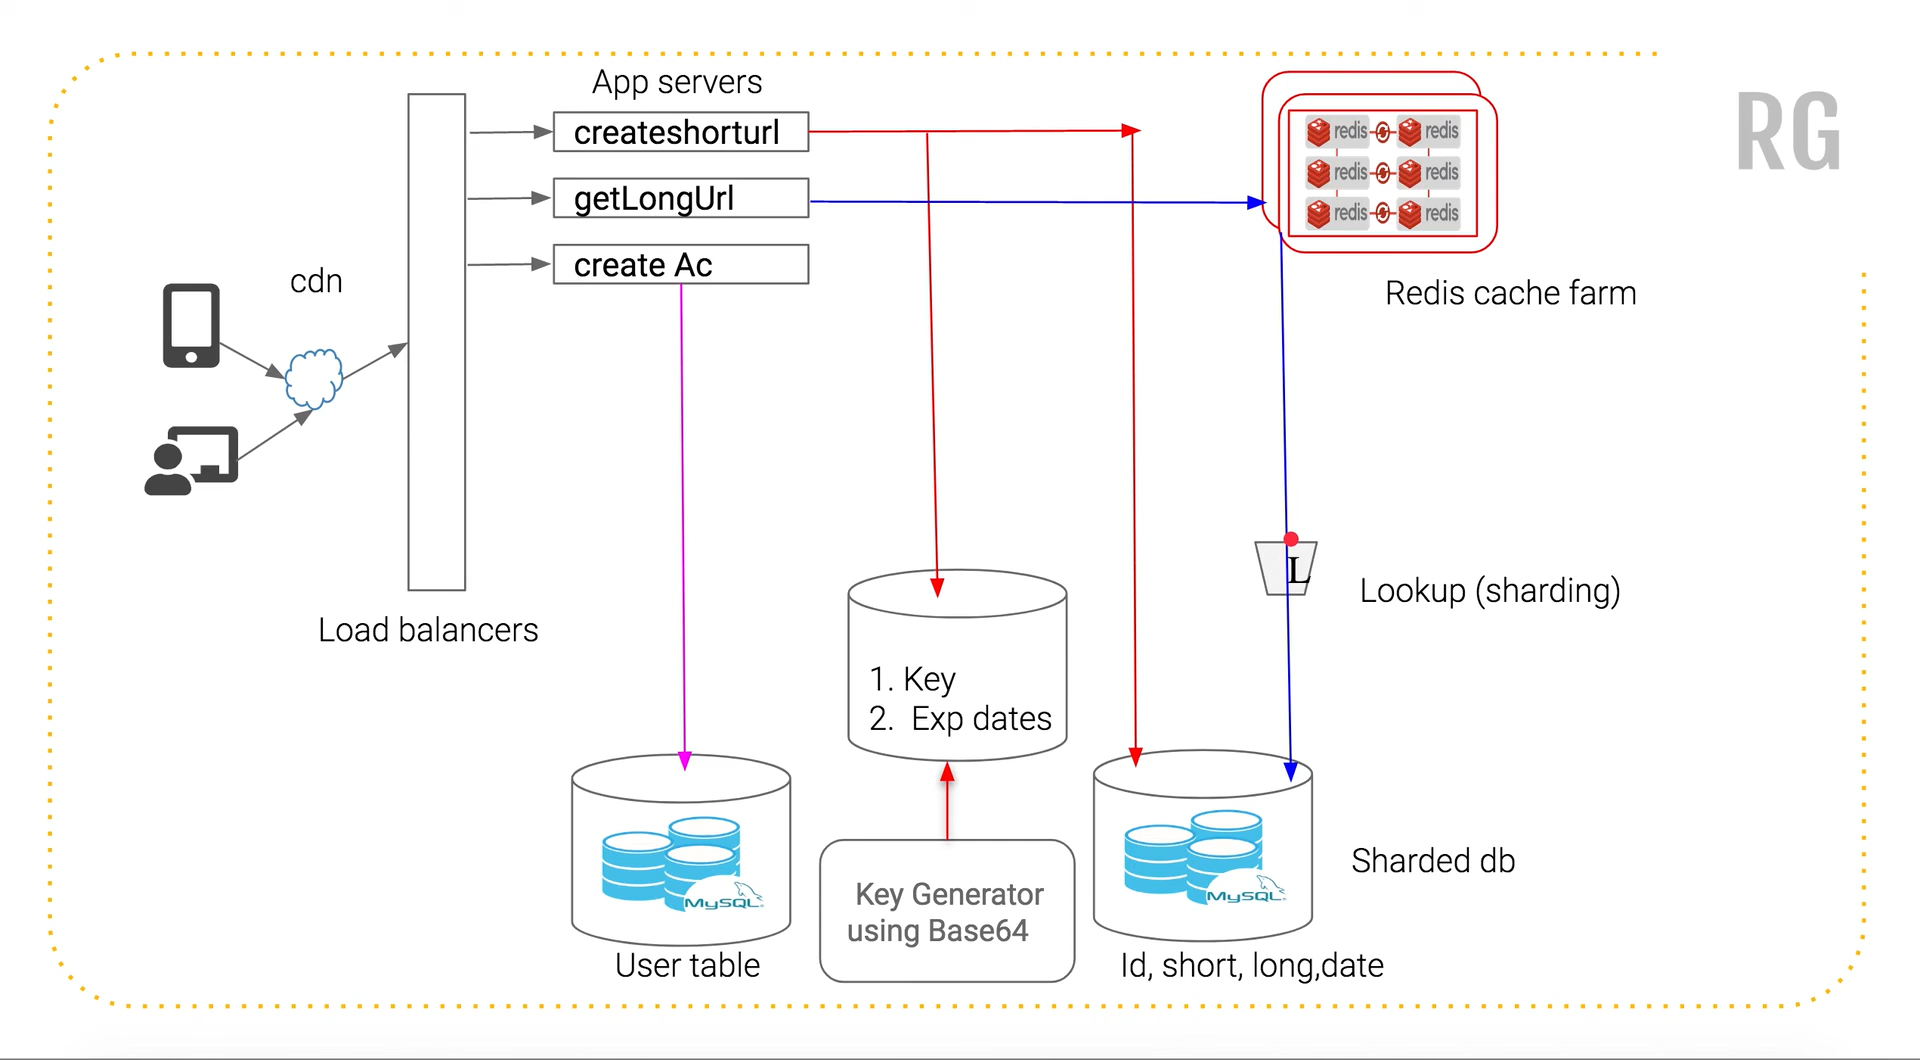 App servers
RG
createshorturl
getLongUrl
create Ac
redis
redis
redis
redis
redis
redis
cdn
Redis cache farm
L
Lookup (sharding)
Load balancers
1. Key
2. Exp dates
MySQL
Key Generator
using Base64
MySQL
Sharded db
User table
Id, short, long,date